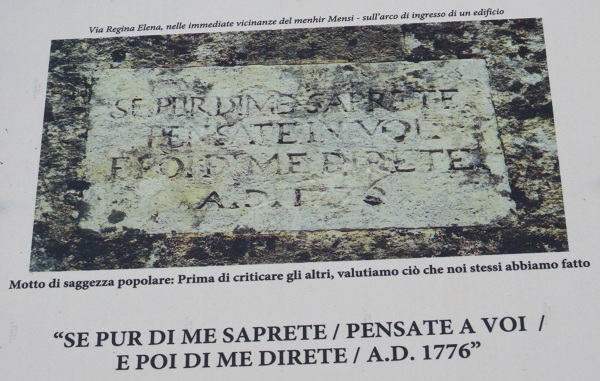 Via Regina Elena, nelle immediate vicinanze del menhir Mensi - sull'arco di ingresso di un edificio
SE PUR DI ME SAPRETE
PENSATE IN VOI
E POI DI ME DIRETE
A.D. 1776
Motto di saggezza popolare: Prima di criticare gli altri, valutiamo ciò che noi stessi abbiamo fatto
“SE PUR DI ME SAPRETE / PENSATE A VOI /
E POI DI ME DIRETE / A.D. 1776”